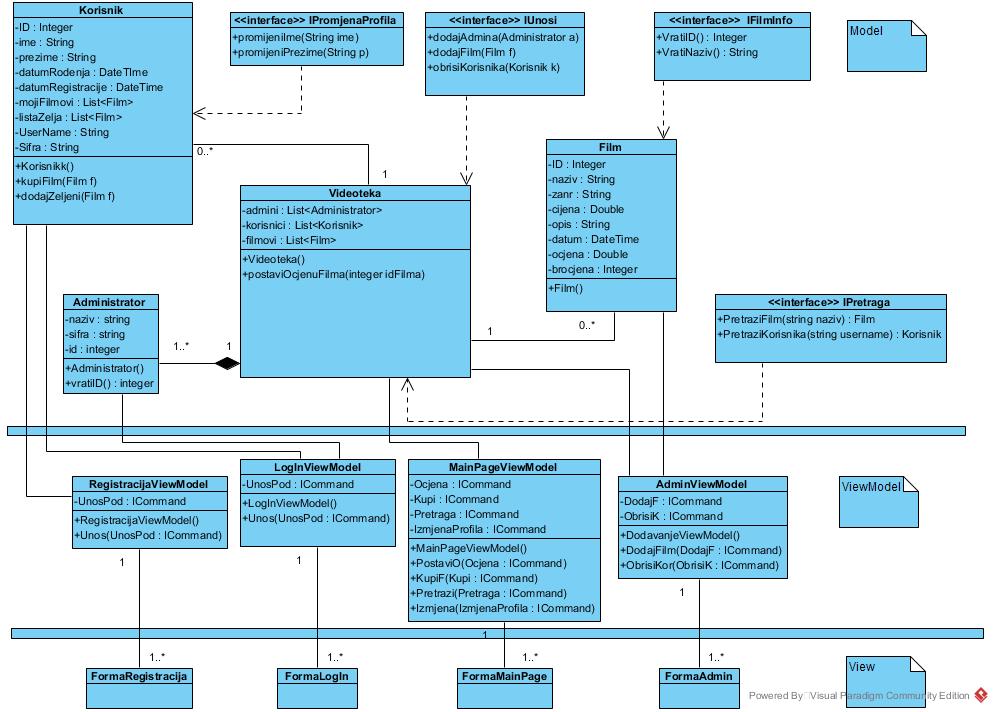 Korisnik
-ID : Integer
-ime : String
-prezime : String
-datumRodenja : DateTIme
-datumRegistracije : DateTime
-mojiFilmovi : List<Film>
-listaZelja : List<Film>
-UserName : String
-Sifra : String
+Korisnikk()
+kupiFilm(Film f)
+dodajZeljeni(Film f)
<<interface>> IPromjenaProfila
+promijeniIme(String ime)
+promijeniPrezime(String p)
<<interface>> IUnosi
+dodajAdmina(Administrator a)
+dodajFilm(Film f)
+obrisiKorisnika(Korisnik k)
<<interface>> IFilmInfo
+VratiID() : Integer
+VratiNaziv() : String
Model
0..*
1
Videoteka
-admini : List<Administrator>
-korisnici : List<Korisnik>
-filmovi : List<Film>
+Videoteka()
+postaviOcjenuFilma(integer idFilma)
Film
-ID : Integer
-naziv : String
-zanr : String
-cijena : Double
-opis : String
-datum : DateTime
-ocjena : Double
-brocjena : Integer
+Film()
1
0..*
Administrator
-naziv : string
-sifra : string
-id : integer
+Administrator()
+vratiID() : integer
1..*
1
<<interface>> IPretraga
+PretraziFilm(string naziv) : Film
+PretraziKorisnika(string username) : Korisnik
RegistracijaViewModel
-UnosPod : ICommand
+RegistracijaViewModel()
+Unos(UnosPod : ICommand)
1
LogInViewModel
-UnosPod : ICommand
+LogInViewModel()
+Unos(UnosPod : ICommand)
1
MainPageViewModel
-Ocjena : ICommand
-Kupi : ICommand
-Pretraga : ICommand
-IzmjenaProfila : ICommand
+MainPageViewModel()
+PostaviO(Ocjena : ICommand)
+KupiF(Kupi : ICommand)
+Pretrazi(Pretraga : ICommand)
+Izmjena(IzmjenaProfila : ICommand)
1
AdminViewModel
-DodajF : ICommand
-ObrisiK : ICommand
+DodavanjeViewModel()
+DodajFilm(DodajF : ICommand)
+ObrisiKor(ObrisiK : ICommand)
1
ViewModel
1..*
FormaRegistracija
1..*
FormaLogIn
1..*
FormaMainPage
1..*
FormaAdmin
View
Powered By Visual Paradigm Community Edition